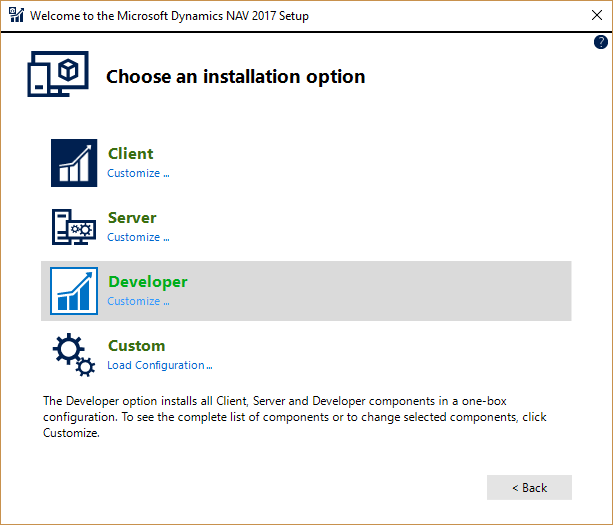 Welcome to the Microsoft Dynamics NAV 2017 Setup
?
Choose an installation option
Client
Customize ...
Server
Customize ...
Developer
Customize ...
Custom
Load Configuration ...
The Developer option installs all Client, Server and Developer components in a one-box
configuration. To see the complete list of components or to change selected components, click
Customize.
< Back